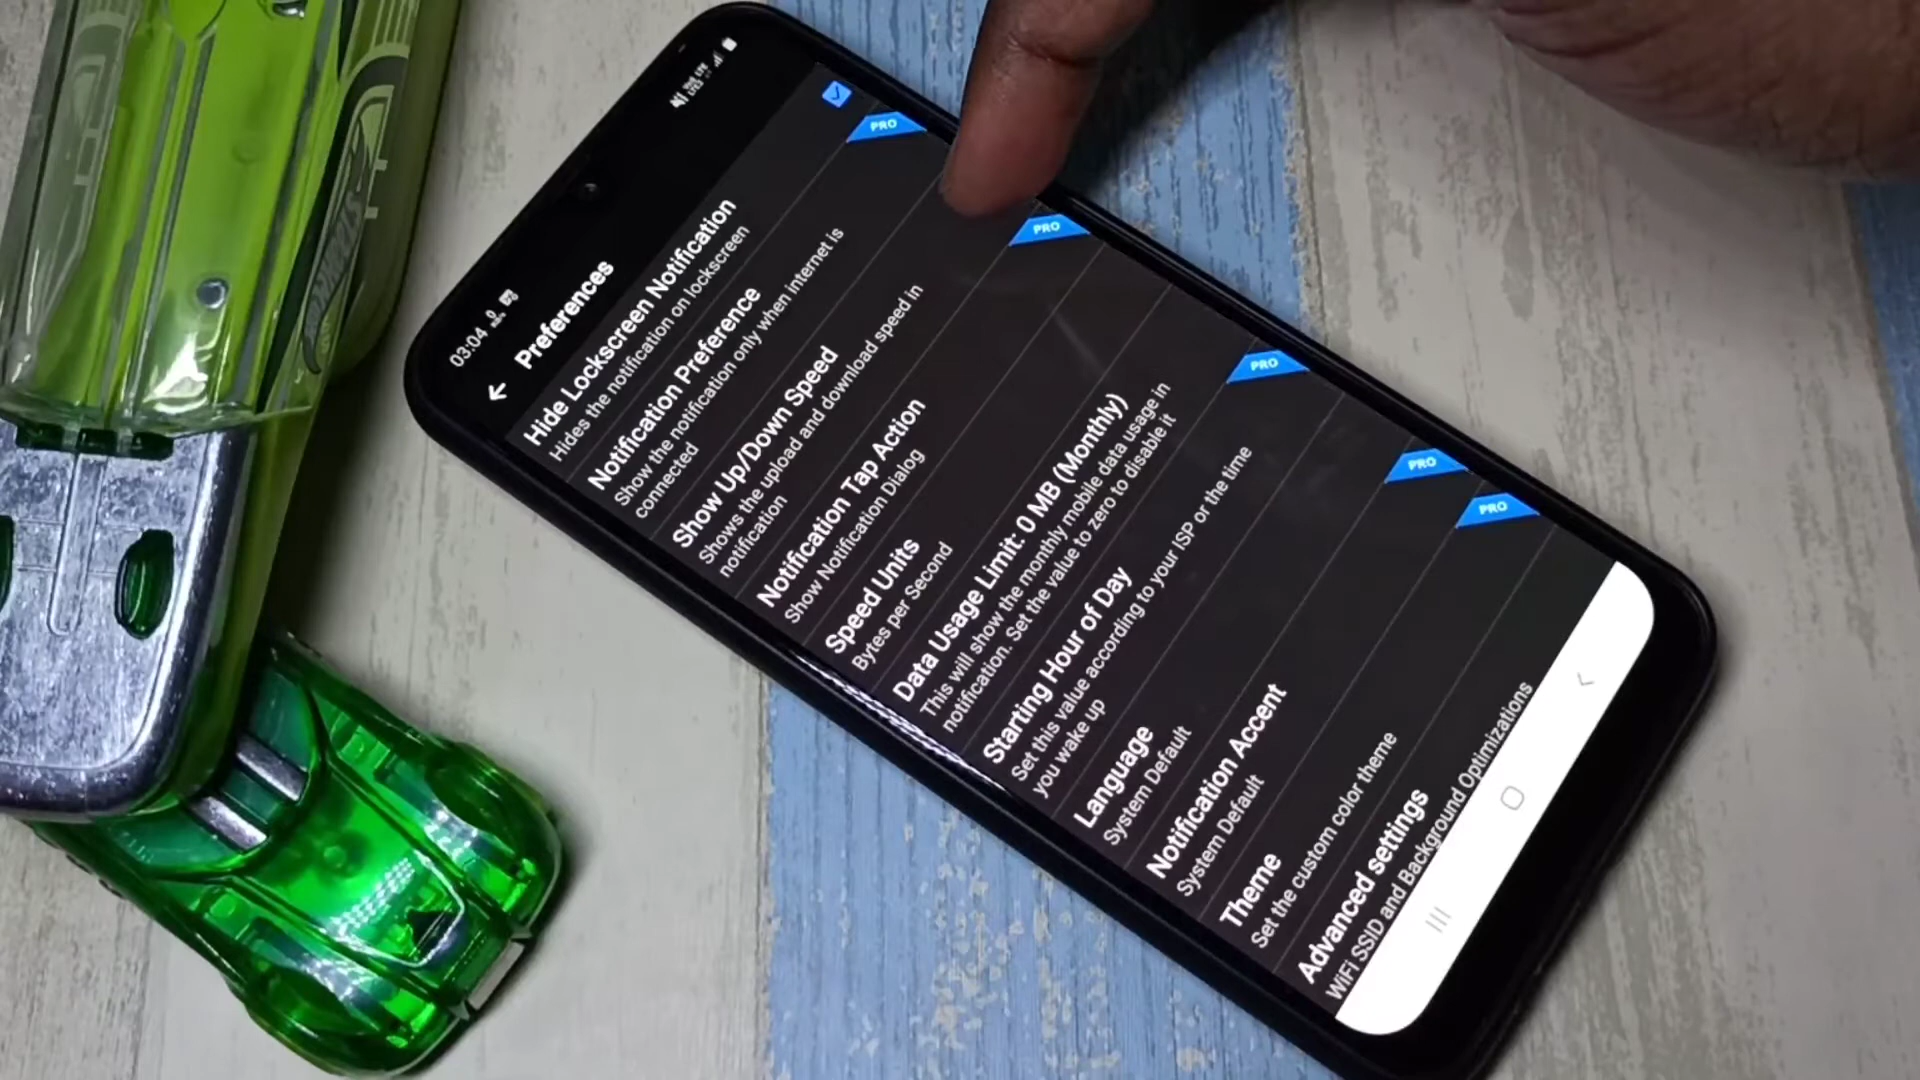 03:04
Preferences
Hide Lockscreen Notification
Hides the notification on lockscreen
PRO
Notification Preference
Show the notification only when internet is
connected
Show Up/Down Speed
Shows the upload and download speed in
notification
PRO
Notification Tap Action
Show Notification Dialog
Speed Units
Bytes per Second
Data Usage Limit: 0 MB (Monthly)
This will show the monthly mobile data usage in
notification. Set the value to zero to disable it
PRO
Starting Hour of Day
Set this value according to your ISP or the time
you wake up
Language
System Default
PRO
Notification Accent
System Default
PRO
Theme
Set the custom color theme
Advanced settings
WiFi SSID and Background Optimizations